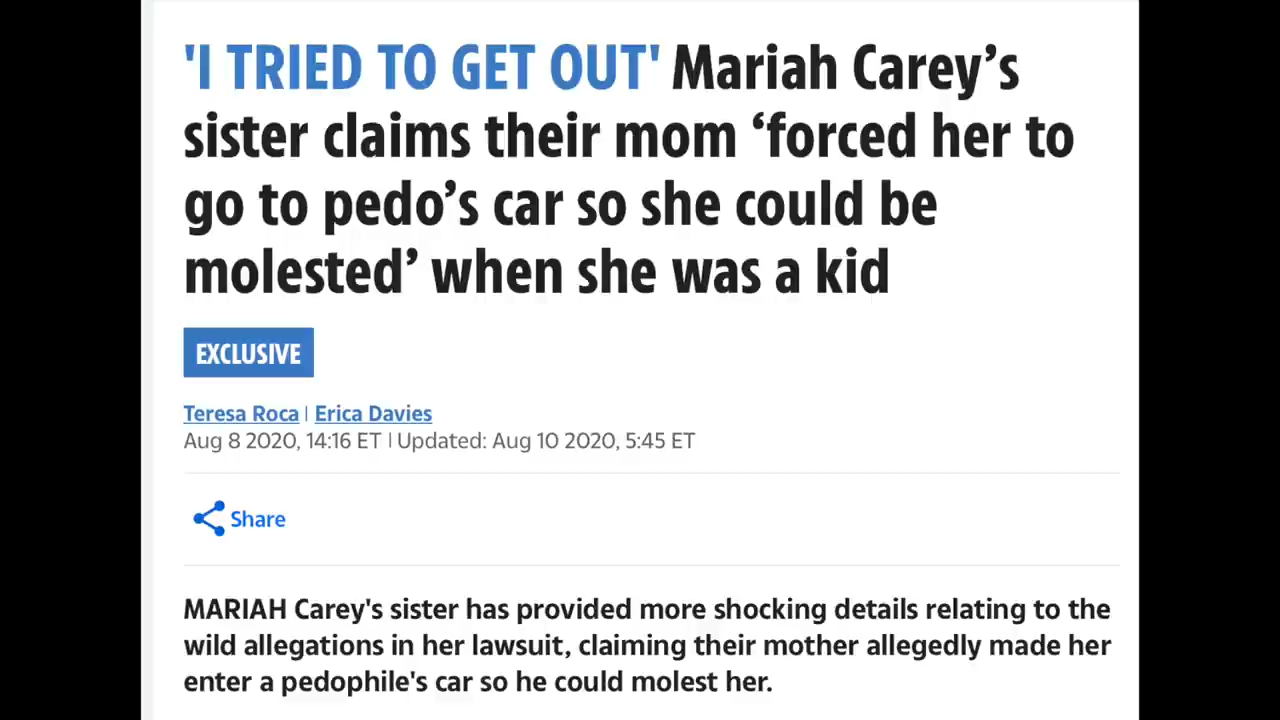 'I TRIED TO GET OUT' Mariah Carey’s
sister claims their mom ‘forced her to
go to pedo’s car so she could be
molested’ when she was a kid
EXCLUSIVE
Teresa Roca | Erica Davies
Aug 8 2020, 14:16 ET | Updated: Aug 10 2020, 5:45 ET
Share
MARIAH Carey's sister has provided more shocking details relating to the
wild allegations in her lawsuit, claiming their mother allegedly made her
enter a pedophile's car so he could molest her.